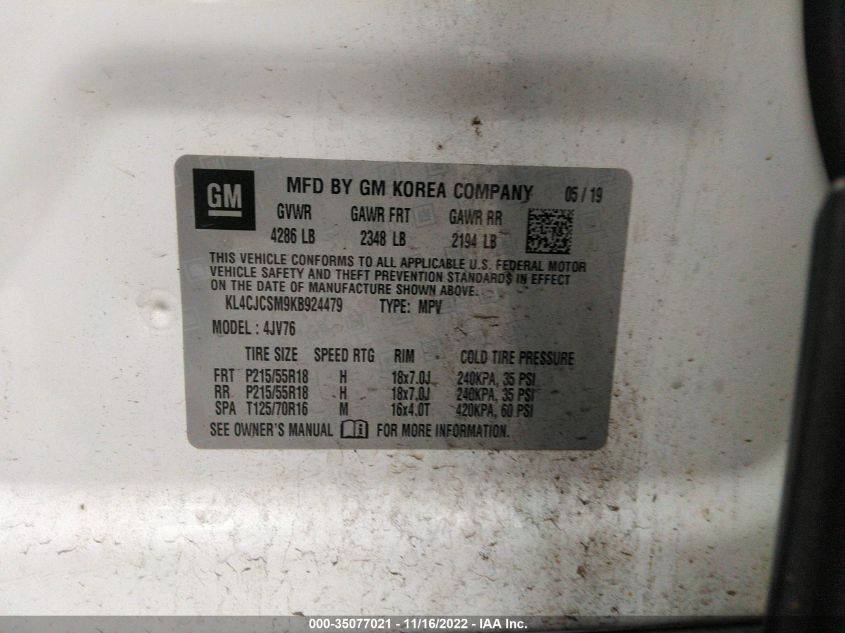 GM
MFD BY GM KOREA COMPANY 05 / 19
GVWR GAWR FRT GAWR RR
4286 LB 2348 LB 2194 LB
THIS VEHICLE CONFORMS TO ALL APPLICABLE U.S. FEDERAL MOTOR
VEHICLE SAFETY AND THEFT PREVENTION STANDARDS IN EFFECT
ON THE DATE OF MANUFACTURE SHOWN ABOVE.
KL4CJCSM9KB924479 TYPE: MPV
MODEL : 4JV76
TIRE SIZE SPEED RTG RIM COLD TIRE PRESSURE
FRT P215/55R18 H 18x7.0J 240KPA, 35 PSI
RR P215/55R18 H 18x7.0J 240KPA, 35 PSI
SPA T125/70R16 M 16x4.0T 420KPA, 60 PSI
SEE OWNER'S MANUAL FOR MORE INFORMATION.
000-35077021 - 11/16/2022 - IAA Inc.